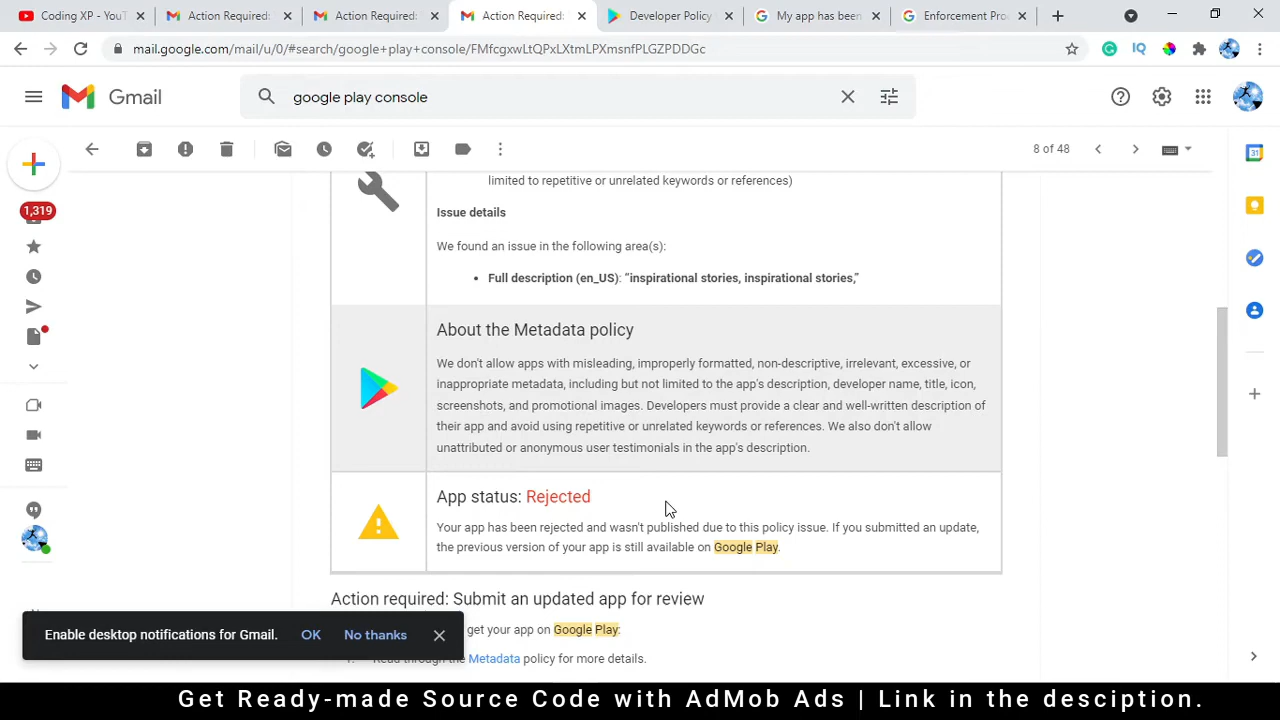 Coding XP - YouT
Action Required:
Action Required:
Action Required:
Developer Policy
My app has been
Enforcement Pro
mail.google.com/mail/u/0/#search/google+play+console/FMfcgxwLtQPxLXtmLPXmsnfPLGZPDDGc
IQ
Gmail
google play console
8 of 48
1,319
31
limited to repetitive or unrelated keywords or references)
Issue details
We found an issue in the following area(s):
• Full description (en_US): “inspirational stories, inspirational stories,”
About the Metadata policy
We don't allow apps with misleading, improperly formatted, non-descriptive, irrelevant, excessive, or
inappropriate metadata, including but not limited to the app's description, developer name, title, icon,
screenshots, and promotional images. Developers must provide a clear and well-written description of
their app and avoid using repetitive or unrelated keywords or references. We also don't allow
unattributed or anonymous user testimonials in the app's description.
App status: Rejected
Your app has been rejected and wasn't published due to this policy issue. If you submitted an update,
the previous version of your app is still available on Google Play.
Action required: Submit an updated app for review
get your app on Google Play:
Read through the Metadata policy for more details.
Enable desktop notifications for Gmail. OK No thanks
Get Ready-made Source Code with AdMob Ads | Link in the desciption.